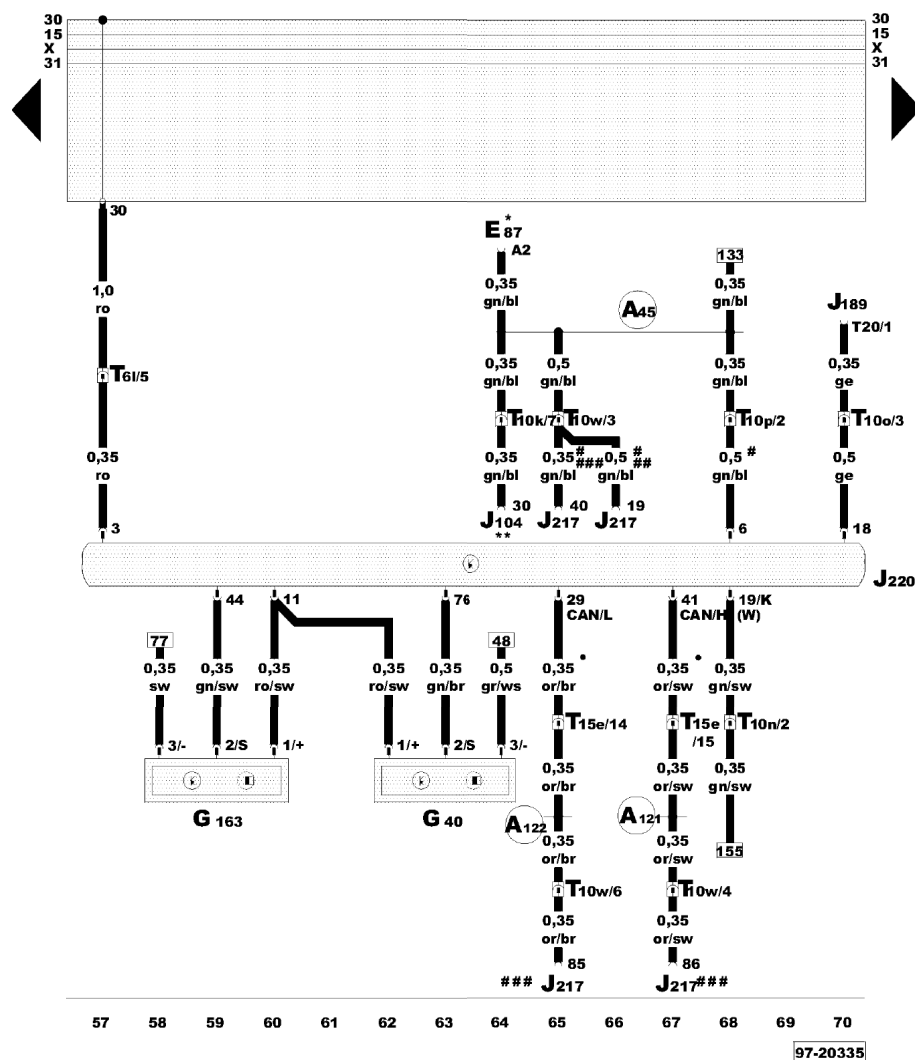 30 30
15 15
X X
31 31
30
E 87 *
A2
133
0,35 0,35
gn/bl gn/bl
1,0
ro
A45
J189
T20/1
T6l/5
0,35 0,5 0,35 0,35
gn/bl gn/bl gn/bl ge
T10k/7 T10w/3 T10p/2 T10o/3
0,35 0,35 0,35 # ### 0,5 # ## 0,5 # 0,5
ro gn/bl gn/bl gn/bl gn/bl ge
3 30 40 19 6 18
J104 J217 J217
**
J220
44 11 76 29 41 19/K
CAN/L CAN/H (W)
77 48
0,35 0,35 0,35 0,35 0,35 0,5 0,35 • 0,35 • 0,35
sw gn/sw ro/sw ro/sw gn/br gr/ws or/br or/sw gn/sw
T15e/14 T15e/15 T10n/2
3/- 2/S 1/+ 1/+ 2/S 3/-
0,35 0,35 0,35
or/br or/sw gn/sw
G 163 G 40 A122 A121
0,35 0,35 155
or/br or/sw
T10w/6 T10w/4
0,35 0,35
or/br or/sw
85 86
### J217 J217 ###
57 58 59 60 61 62 63 64 65 66 67 68 69 70
97-20335